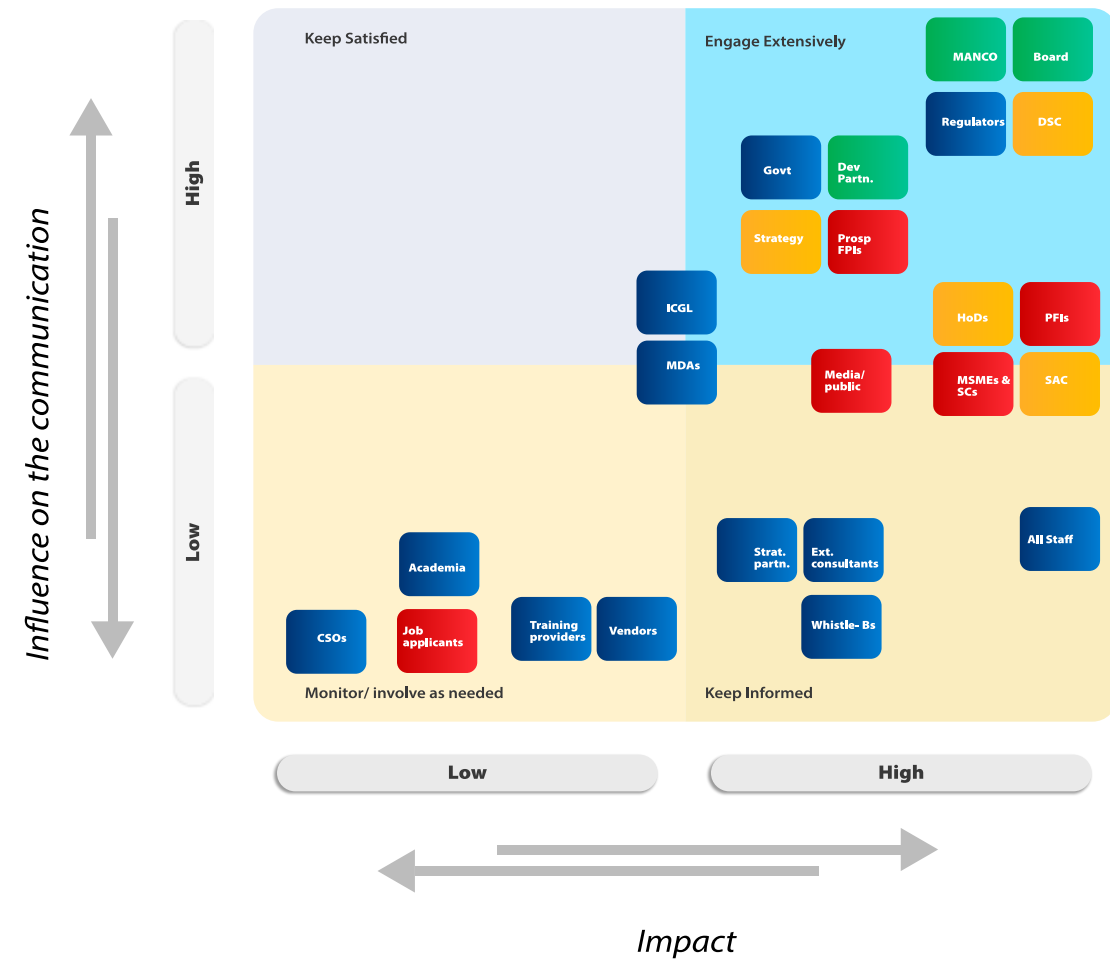 Keep Satisfied
Engage Extensively
MANCO
Board
Regulators
DSC
Govt
Dev
Partn.
Strategy
Prosp
FPIs
ICGL
HoDs
PFIs
MDAs
Media/
public
MSMEs &
SCs
SAC
High
Low
Influence on the communication
Academia
Strat.
partn.
Ext.
consultants
All Staff
CSOs
Job
applicants
Training
providers
Vendors
Whistle- Bs
Monitor/ involve as needed
Keep Informed
Low
High
Impact